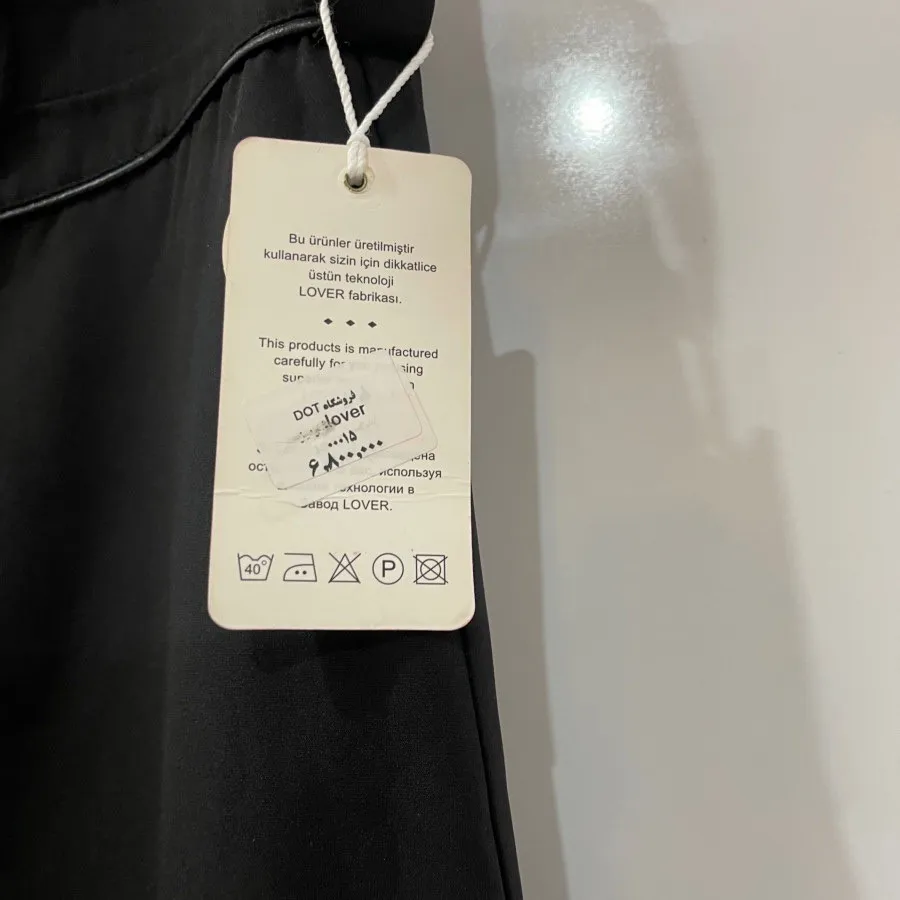 Bu ürünler üretilmiştir
kullanarak sizin için dikkatlice
üstün teknoloji
LOVER fabrikası.
This products is manufactured
carefully
فروشگاه DOT
lover
۰۰۰۱۵
۶,۸۰۰,۰۰۰
используя
технологии в
завод LOVER.
40°
P